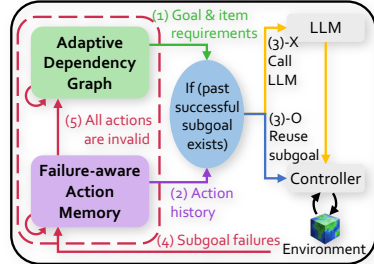 Adaptive
Dependency
Graph
(1) Goal & item
requirements
LLM
(3)-X
Call
LLM
If (past
successful
subgoal
exists)
(3)-O
Reuse
subgoal
(5) All actions
are invalid
Failure-aware
Action
Memory
(2) Action
history
Controller
(4) Subgoal failures
Environment